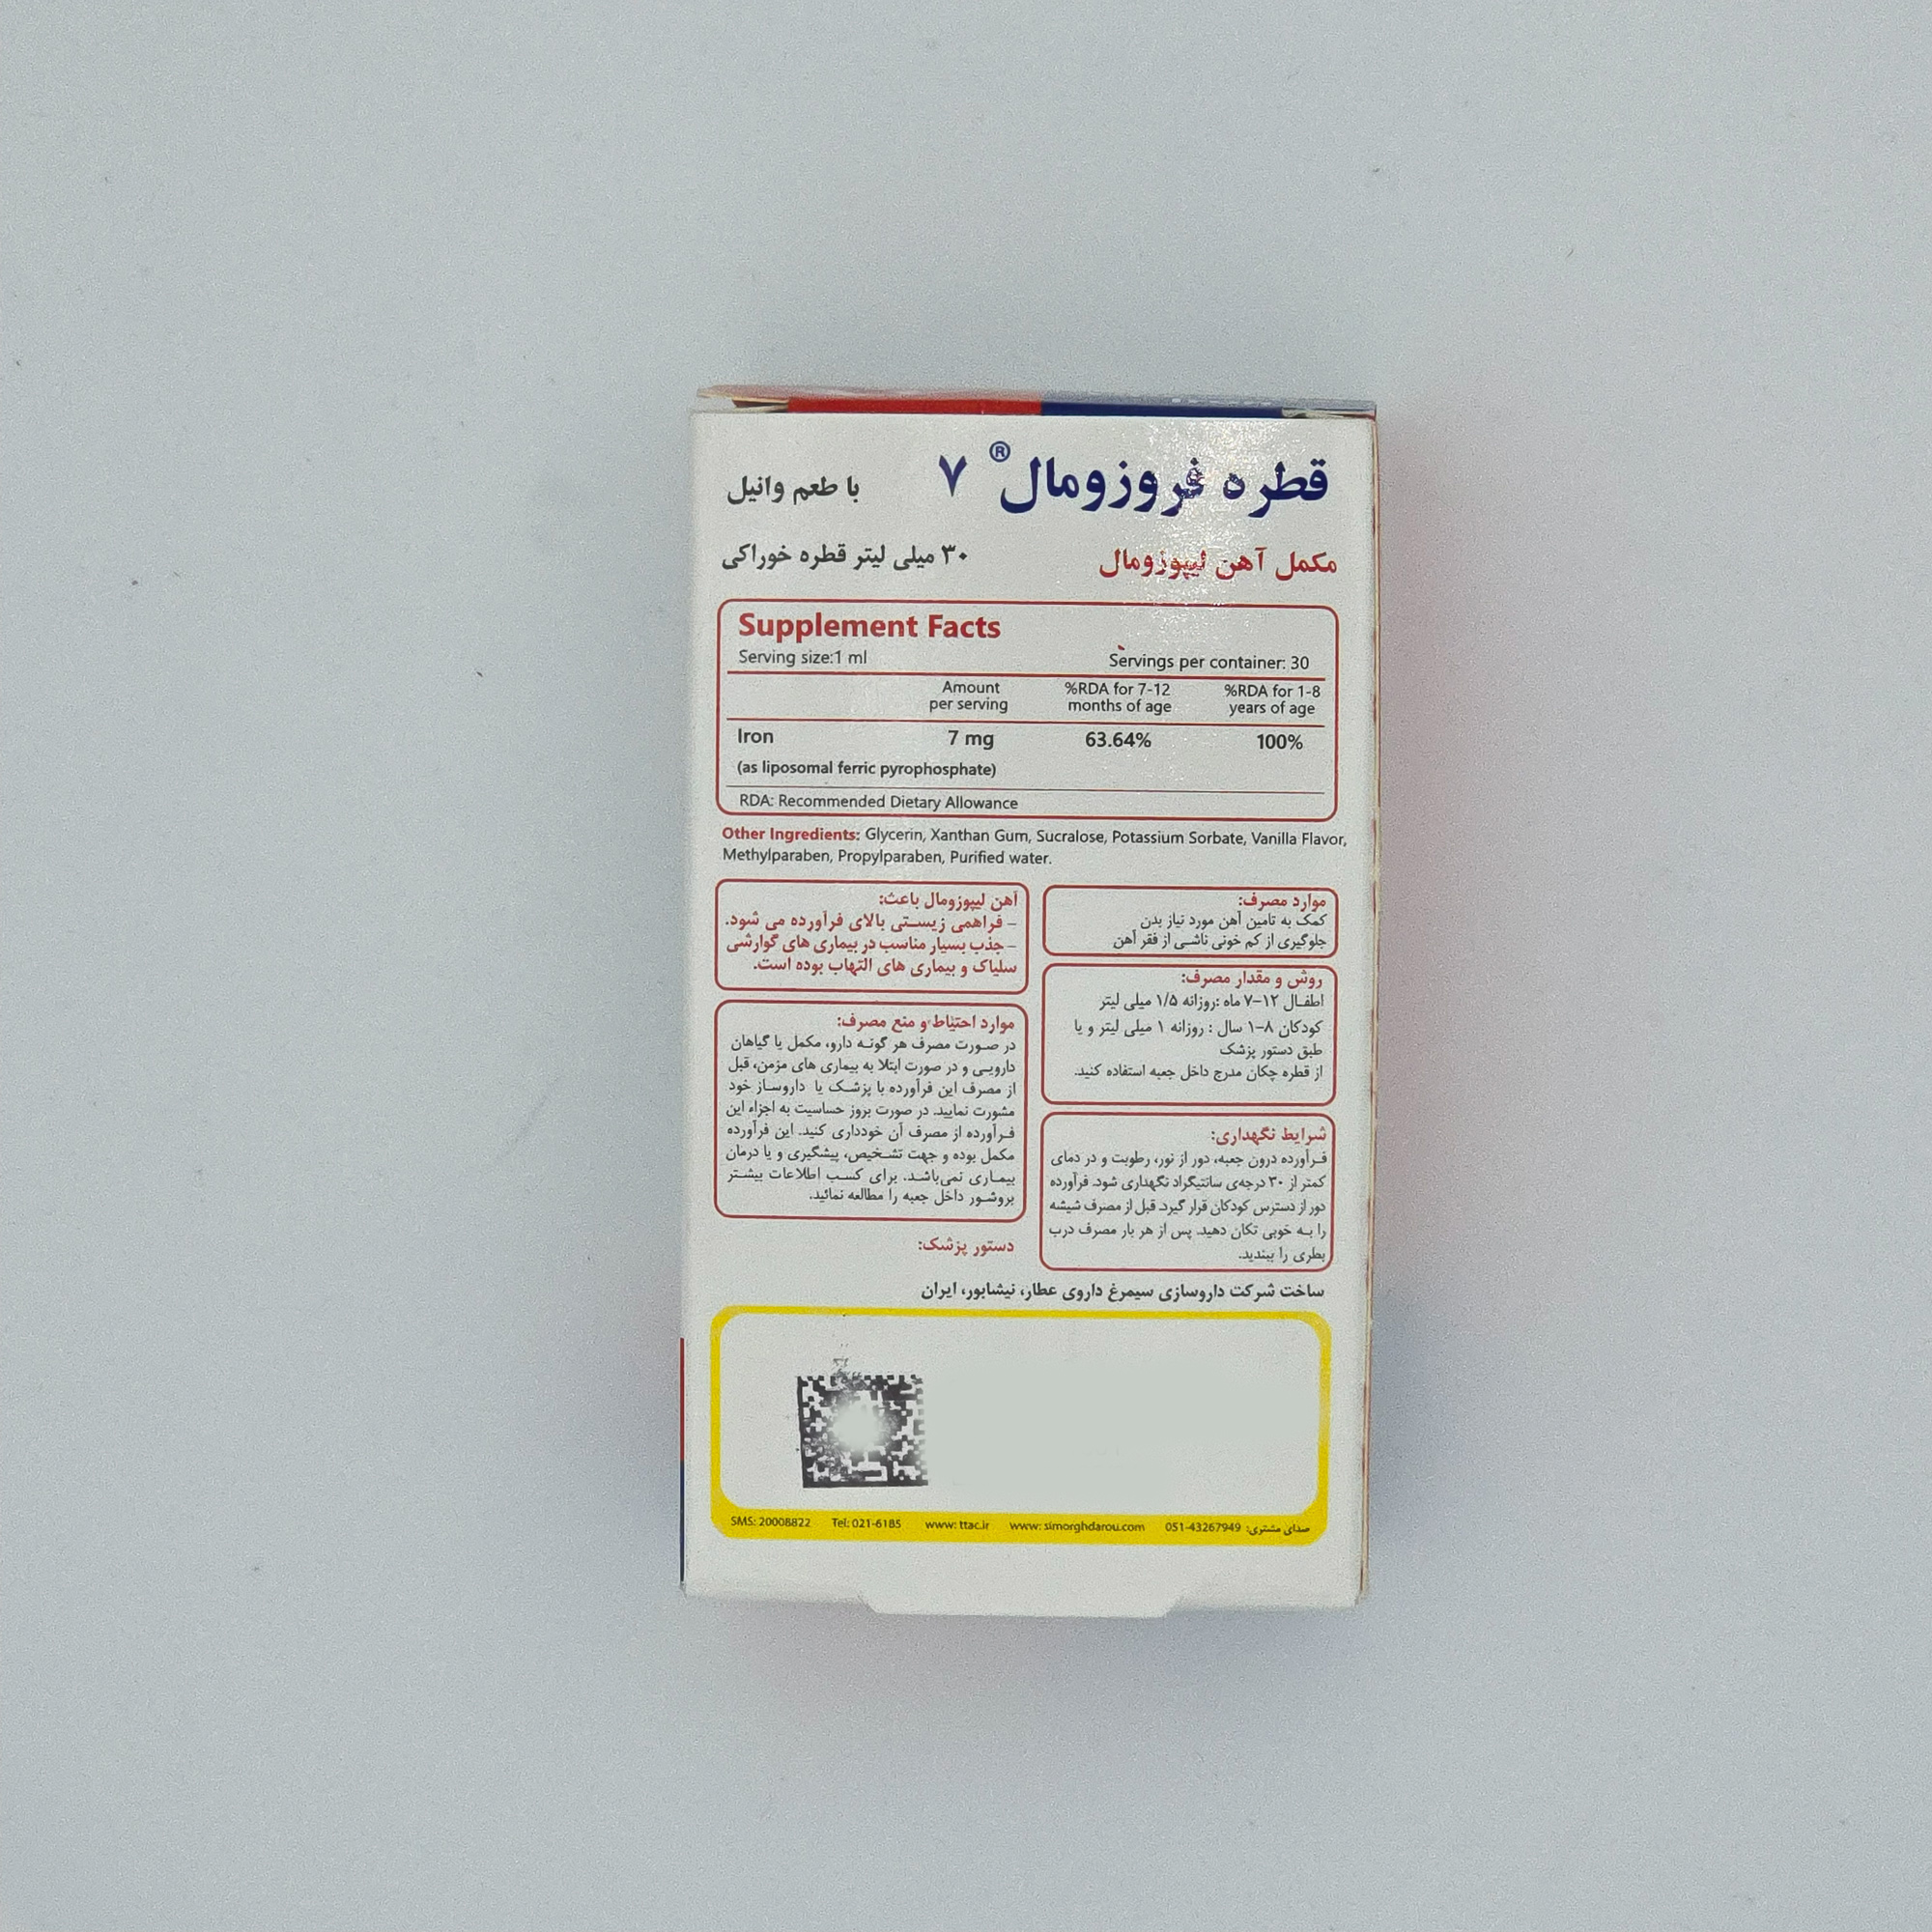 قطره فروزومال® ۷
با طعم وانیل
مکمل آهن لیپوزومال
۳۰ میلی لیتر قطره خوراکی
Supplement Facts
Serving size:1 ml Servings per container: 30
Amount per serving
%RDA for 7-12 months of age
%RDA for 1-8 years of age
Iron 7 mg 63.64% 100%
(as liposomal ferric pyrophosphate)
RDA: Recommended Dietary Allowance
Other Ingredients: Glycerin, Xanthan Gum, Sucralose, Potassium Sorbate, Vanilla Flavor,
Methylparaben, Propylparaben, Purified water.
موارد مصرف:
کمک به تامین آهن مورد نیاز بدن
جلوگیری از کم خونی ناشی از فقر آهن
روش و مقدار مصرف:
اطفال ۱۲-۷ ماه :روزانه ۱/۵ میلی لیتر
کودکان ۸-۱ سال : روزانه ۱ میلی لیتر و یا
طبق دستور پزشک
از قطره چکان مدرج داخل جعبه استفاده کنید.
شرایط نگهداری:
فرآورده درون جعبه، دور از نور، رطوبت و در دمای
کمتر از ۳۰ درجه‌ی سانتیگراد نگهداری شود. فرآورده
دور از دسترس کودکان قرار گیرد. قبل از مصرف شیشه
را به خوبی تکان دهید. پس از هر بار مصرف درب
بطری را ببندید.
آهن لیپوزومال باعث:
- فراهمی زیستی بالای فرآورده می شود.
- جذب بسیار مناسب در بیماری های گوارشی
سلیاک و بیماری های التهاب بوده است.
موارد احتیاط و منع مصرف:
در صورت مصرف هر گونه دارو، مکمل یا گیاهان
دارویی و در صورت ابتلا به بیماری های مزمن، قبل
از مصرف این فرآورده با پزشک یا داروساز خود
مشورت نمایید. در صورت بروز حساسیت به اجزاء این
فرآورده از مصرف آن خودداری کنید. این فرآورده
مکمل بوده و جهت تشخیص، پیشگیری و یا درمان
بیماری نمی‌باشد. برای کسب اطلاعات بیشتر
بروشور داخل جعبه را مطالعه نمائید.
دستور پزشک:
ساخت شرکت داروسازی سیمرغ داروی عطار، نیشابور، ایران
SMS: 20008822 Tel: 021-6185 www: ttac.ir www: simorghdarou.com 051-43267949 صدای مشتری: